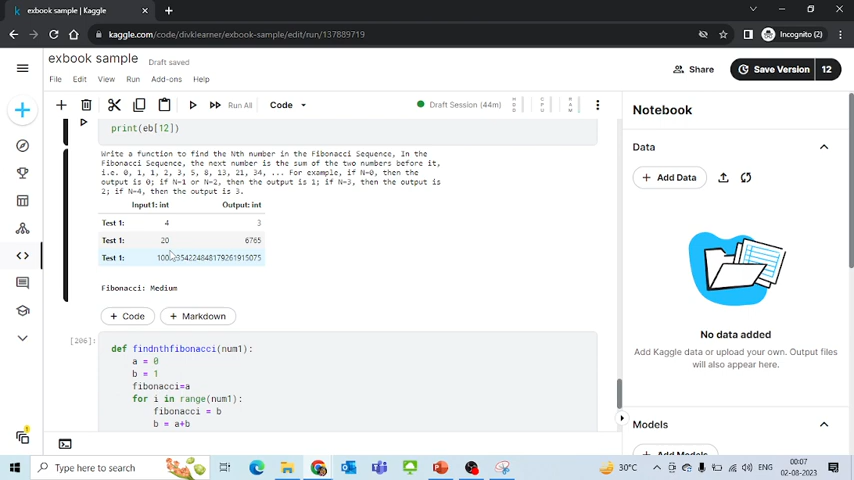 exbook sample | Kaggle
kaggle.com/code/divklearner/exbook-sample/edit/run/137889719
Incognito (2)
exbook sample
Draft saved
File Edit View Run Add-ons Help
Share
Save Version
12
Run All
Code
Draft Session (44m)
Notebook
print(eb[12])
Write a function to find the Nth number in the Fibonacci Sequence, In the
Fibonacci Sequence, the next number is the sum of the two numbers before it,
i.e. 0, 1, 1, 2, 3, 5, 8, 13, 21, 34, ... For example, if N=0, then the
output is 0; if N=1 or N=2, then the output is 1; if N=3, then the output is
2; if N=4, then the output is 3.
Input1: int Output: int
Test 1: 4 3
Test 1: 20 6765
Test 1: 100
Fibonacci: Medium
+ Code
+ Markdown
[206]:
def findnthfibonacci(num1):
a = 0
b = 1
fibonacci=a
for i in range(num1):
fibonacci = b
b = a+b
Data
+ Add Data
No data added
Add Kaggle data or upload your own. Output files
will also appear here.
Models
+ Add Models
Type here to search
30°C
ENG
00:07
02-08-2023